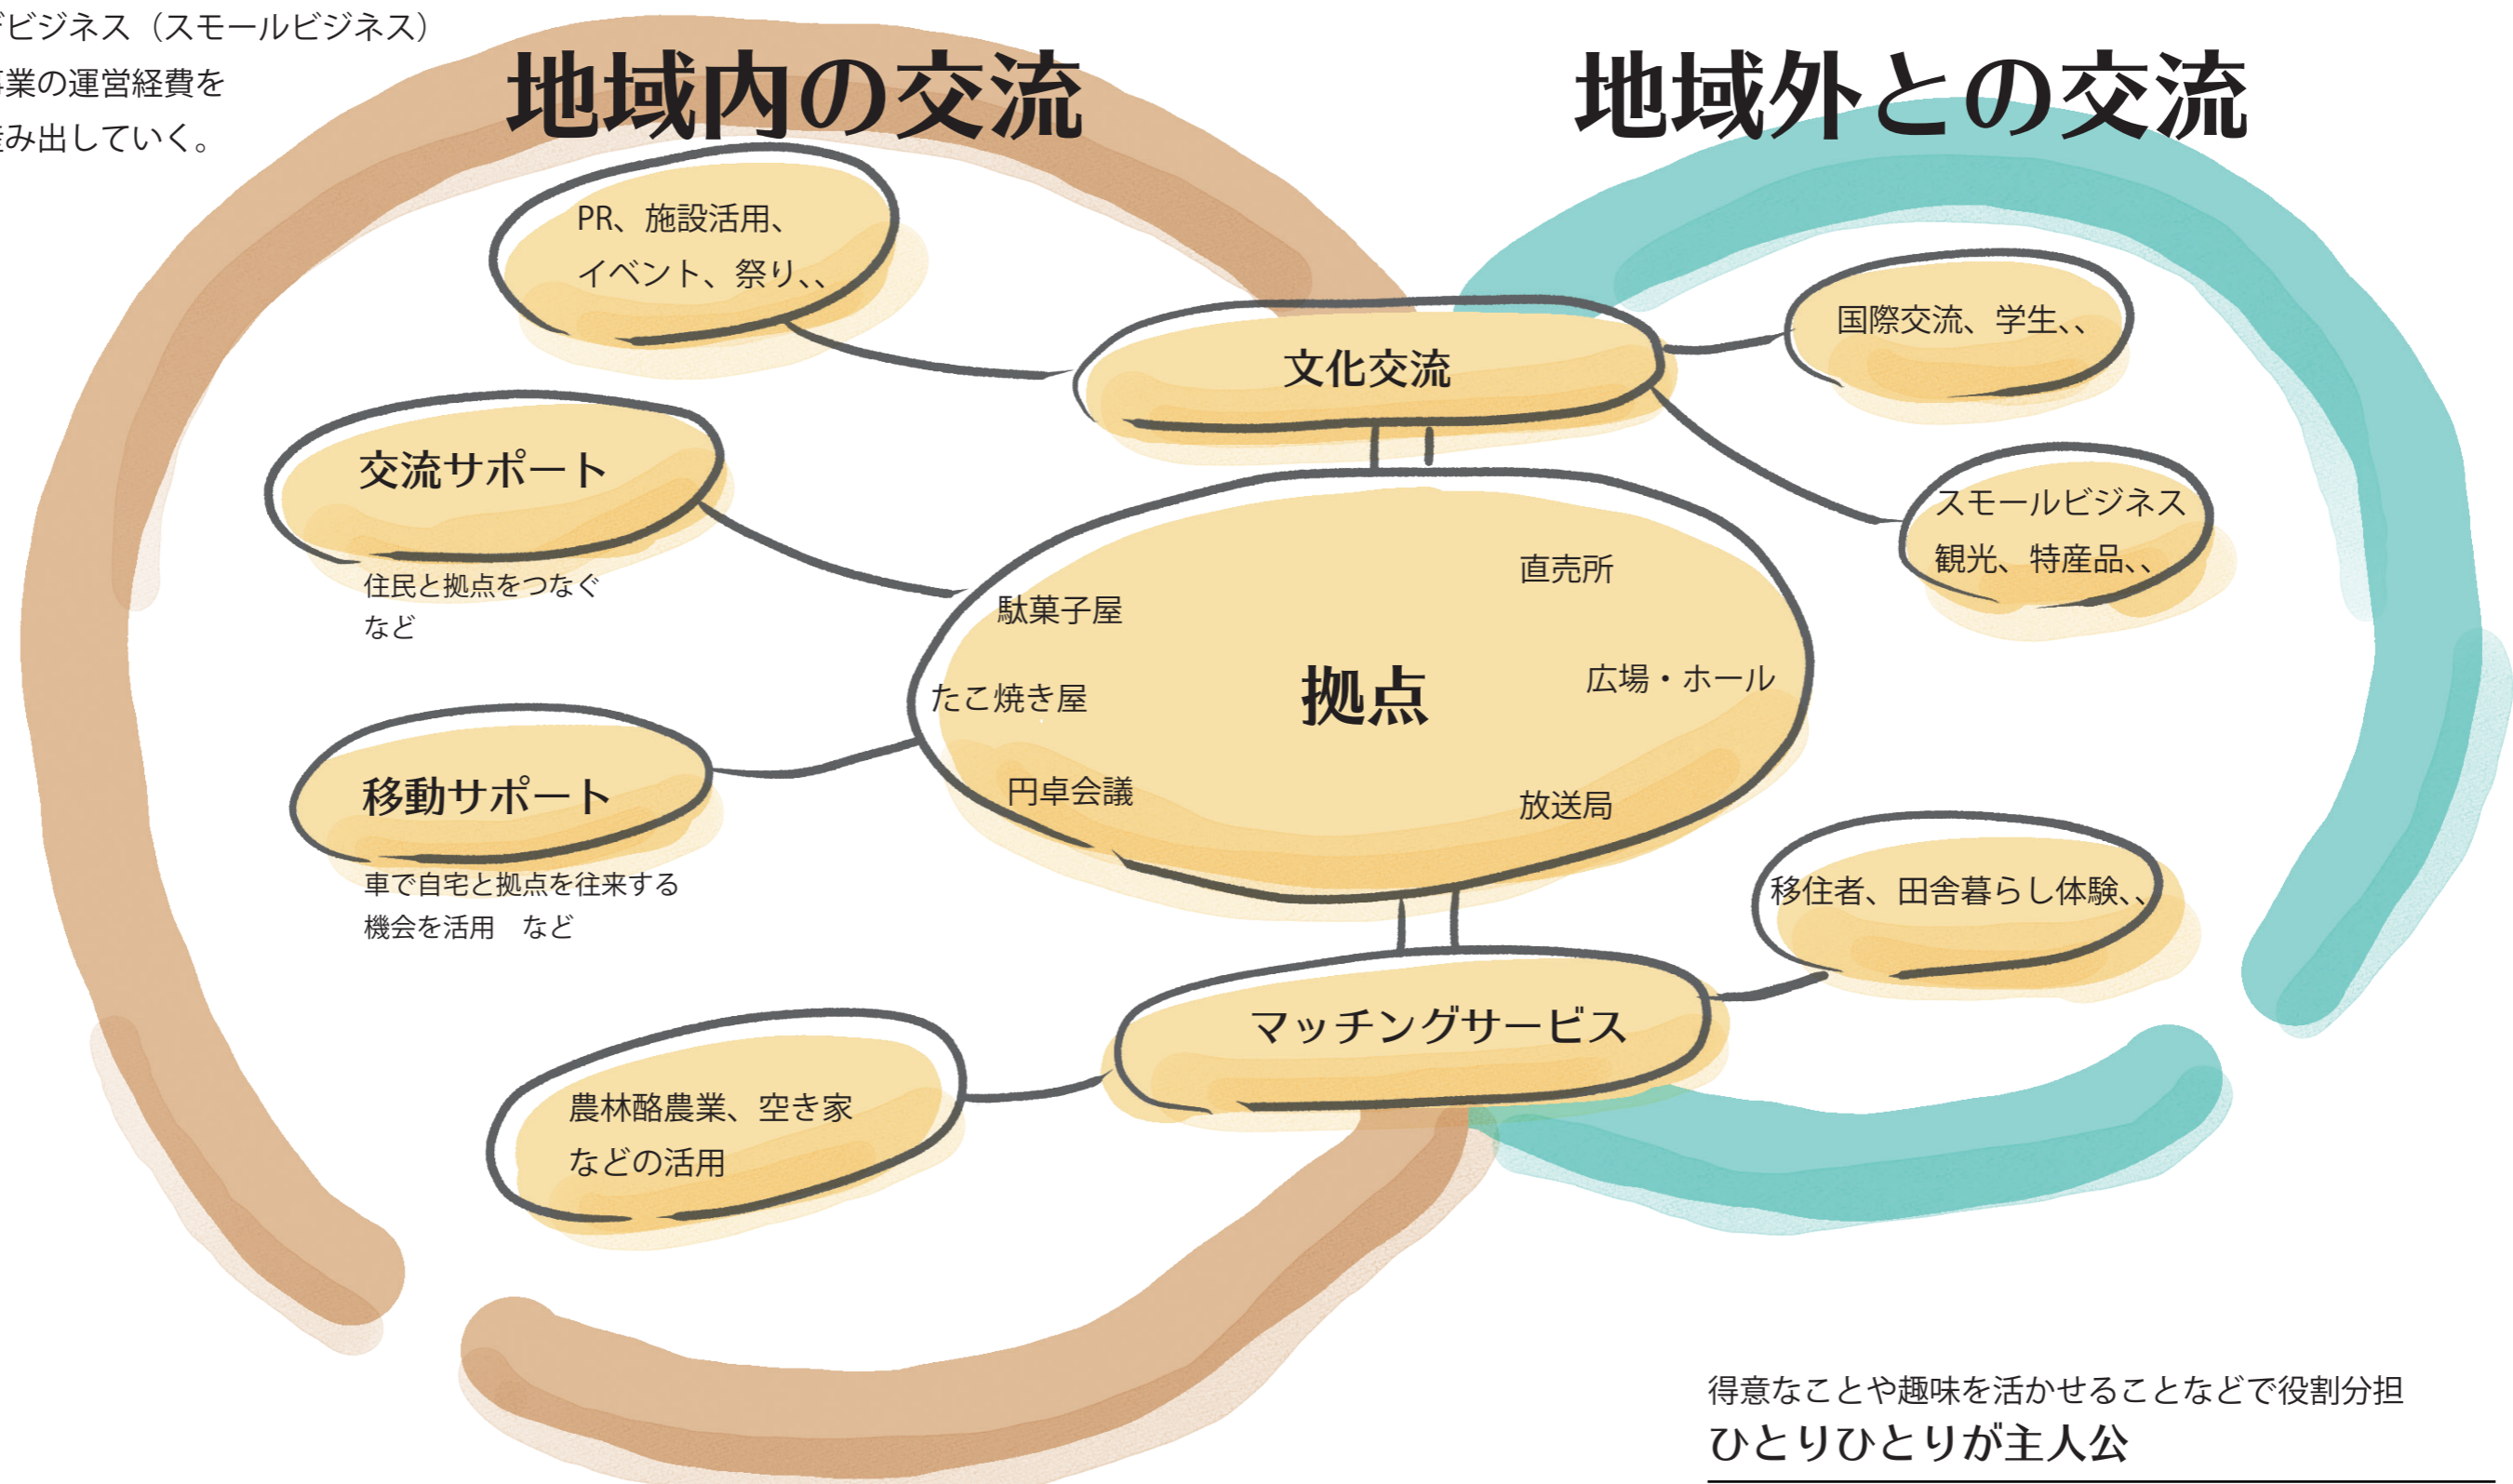 ビジネス（スモールビジネス）
事業の運営経費を
み出していく。
地域内の交流
地域外との交流
PR、施設活用、
イベント、祭り、、
文化交流
国際交流、学生、、
交流サポート
住民と拠点をつなぐ
など
スモールビジネス
観光、特産品、、
駄菓子屋
直売所
たこ焼き屋
拠点
広場・ホール
円卓会議
放送局
移動サポート
車で自宅と拠点を往来する
機会を活用　など
移住者、田舎暮らし体験、、
マッチングサービス
農林酪農業、空き家
などの活用
得意なことや趣味を活かせることなどで役割分担
ひとりひとりが主人公